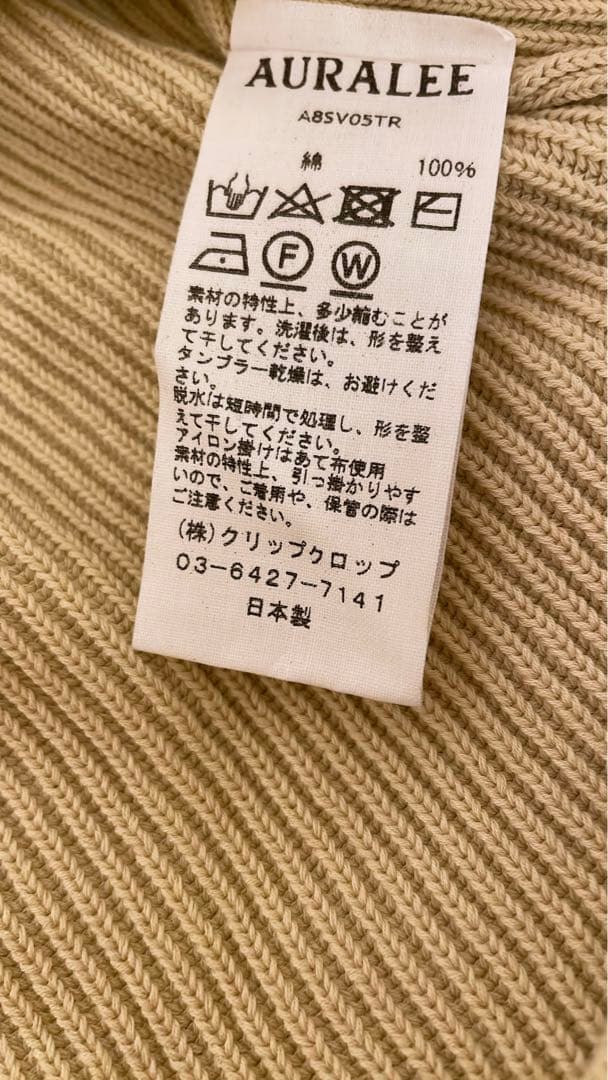 AURALEE
A8SV05TR
綿 100%
F W
素材の特性上、多少縮むことが
あります。洗濯後は、形を整え
て干してください。
タンブラー乾燥は、お避けくだ
さい。
脱水は短時間で処理し、形を整
えて干してください。
アイロン掛けはあて布使用
素材の特性上、引っ掛かりやす
いので、ご着用や、保管の際は
ご注意ください。
(株)クリップクロップ
03-6427-7141
日本製